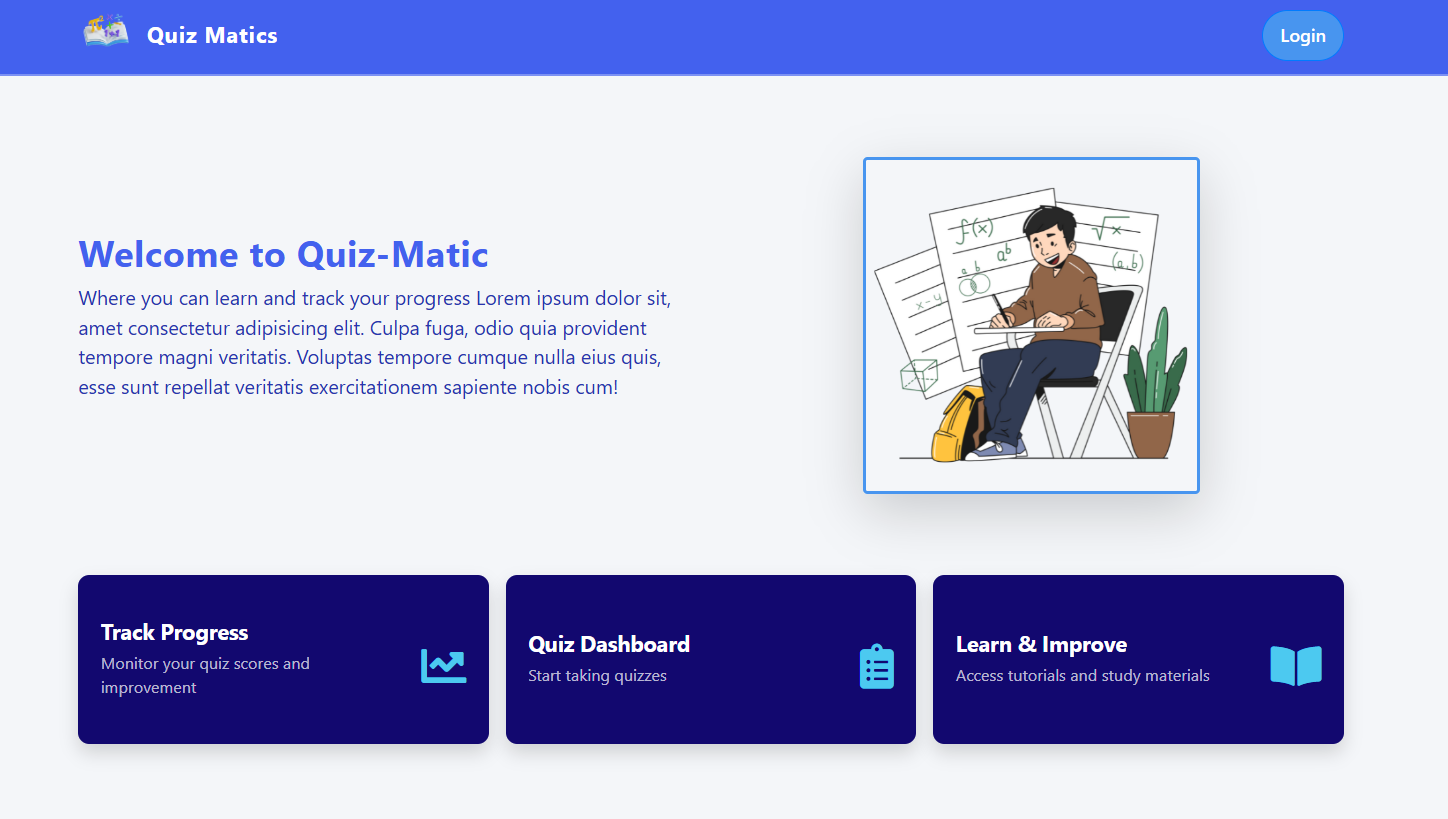 Quiz Matics
Login
Welcome to Quiz-Matic
Where you can learn and track your progress Lorem ipsum dolor sit,
amet consectetur adipisicing elit. Culpa fuga, odio quia provident
tempore magni veritatis. Voluptas tempore cumque nulla eius quis,
esse sunt repellat veritatis exercitationem sapiente nobis cum!
f(x)
a^b
a b
x-y
√x
(a,b)
Track Progress
Monitor your quiz scores and
improvement
Quiz Dashboard
Start taking quizzes
Learn & Improve
Access tutorials and study materials